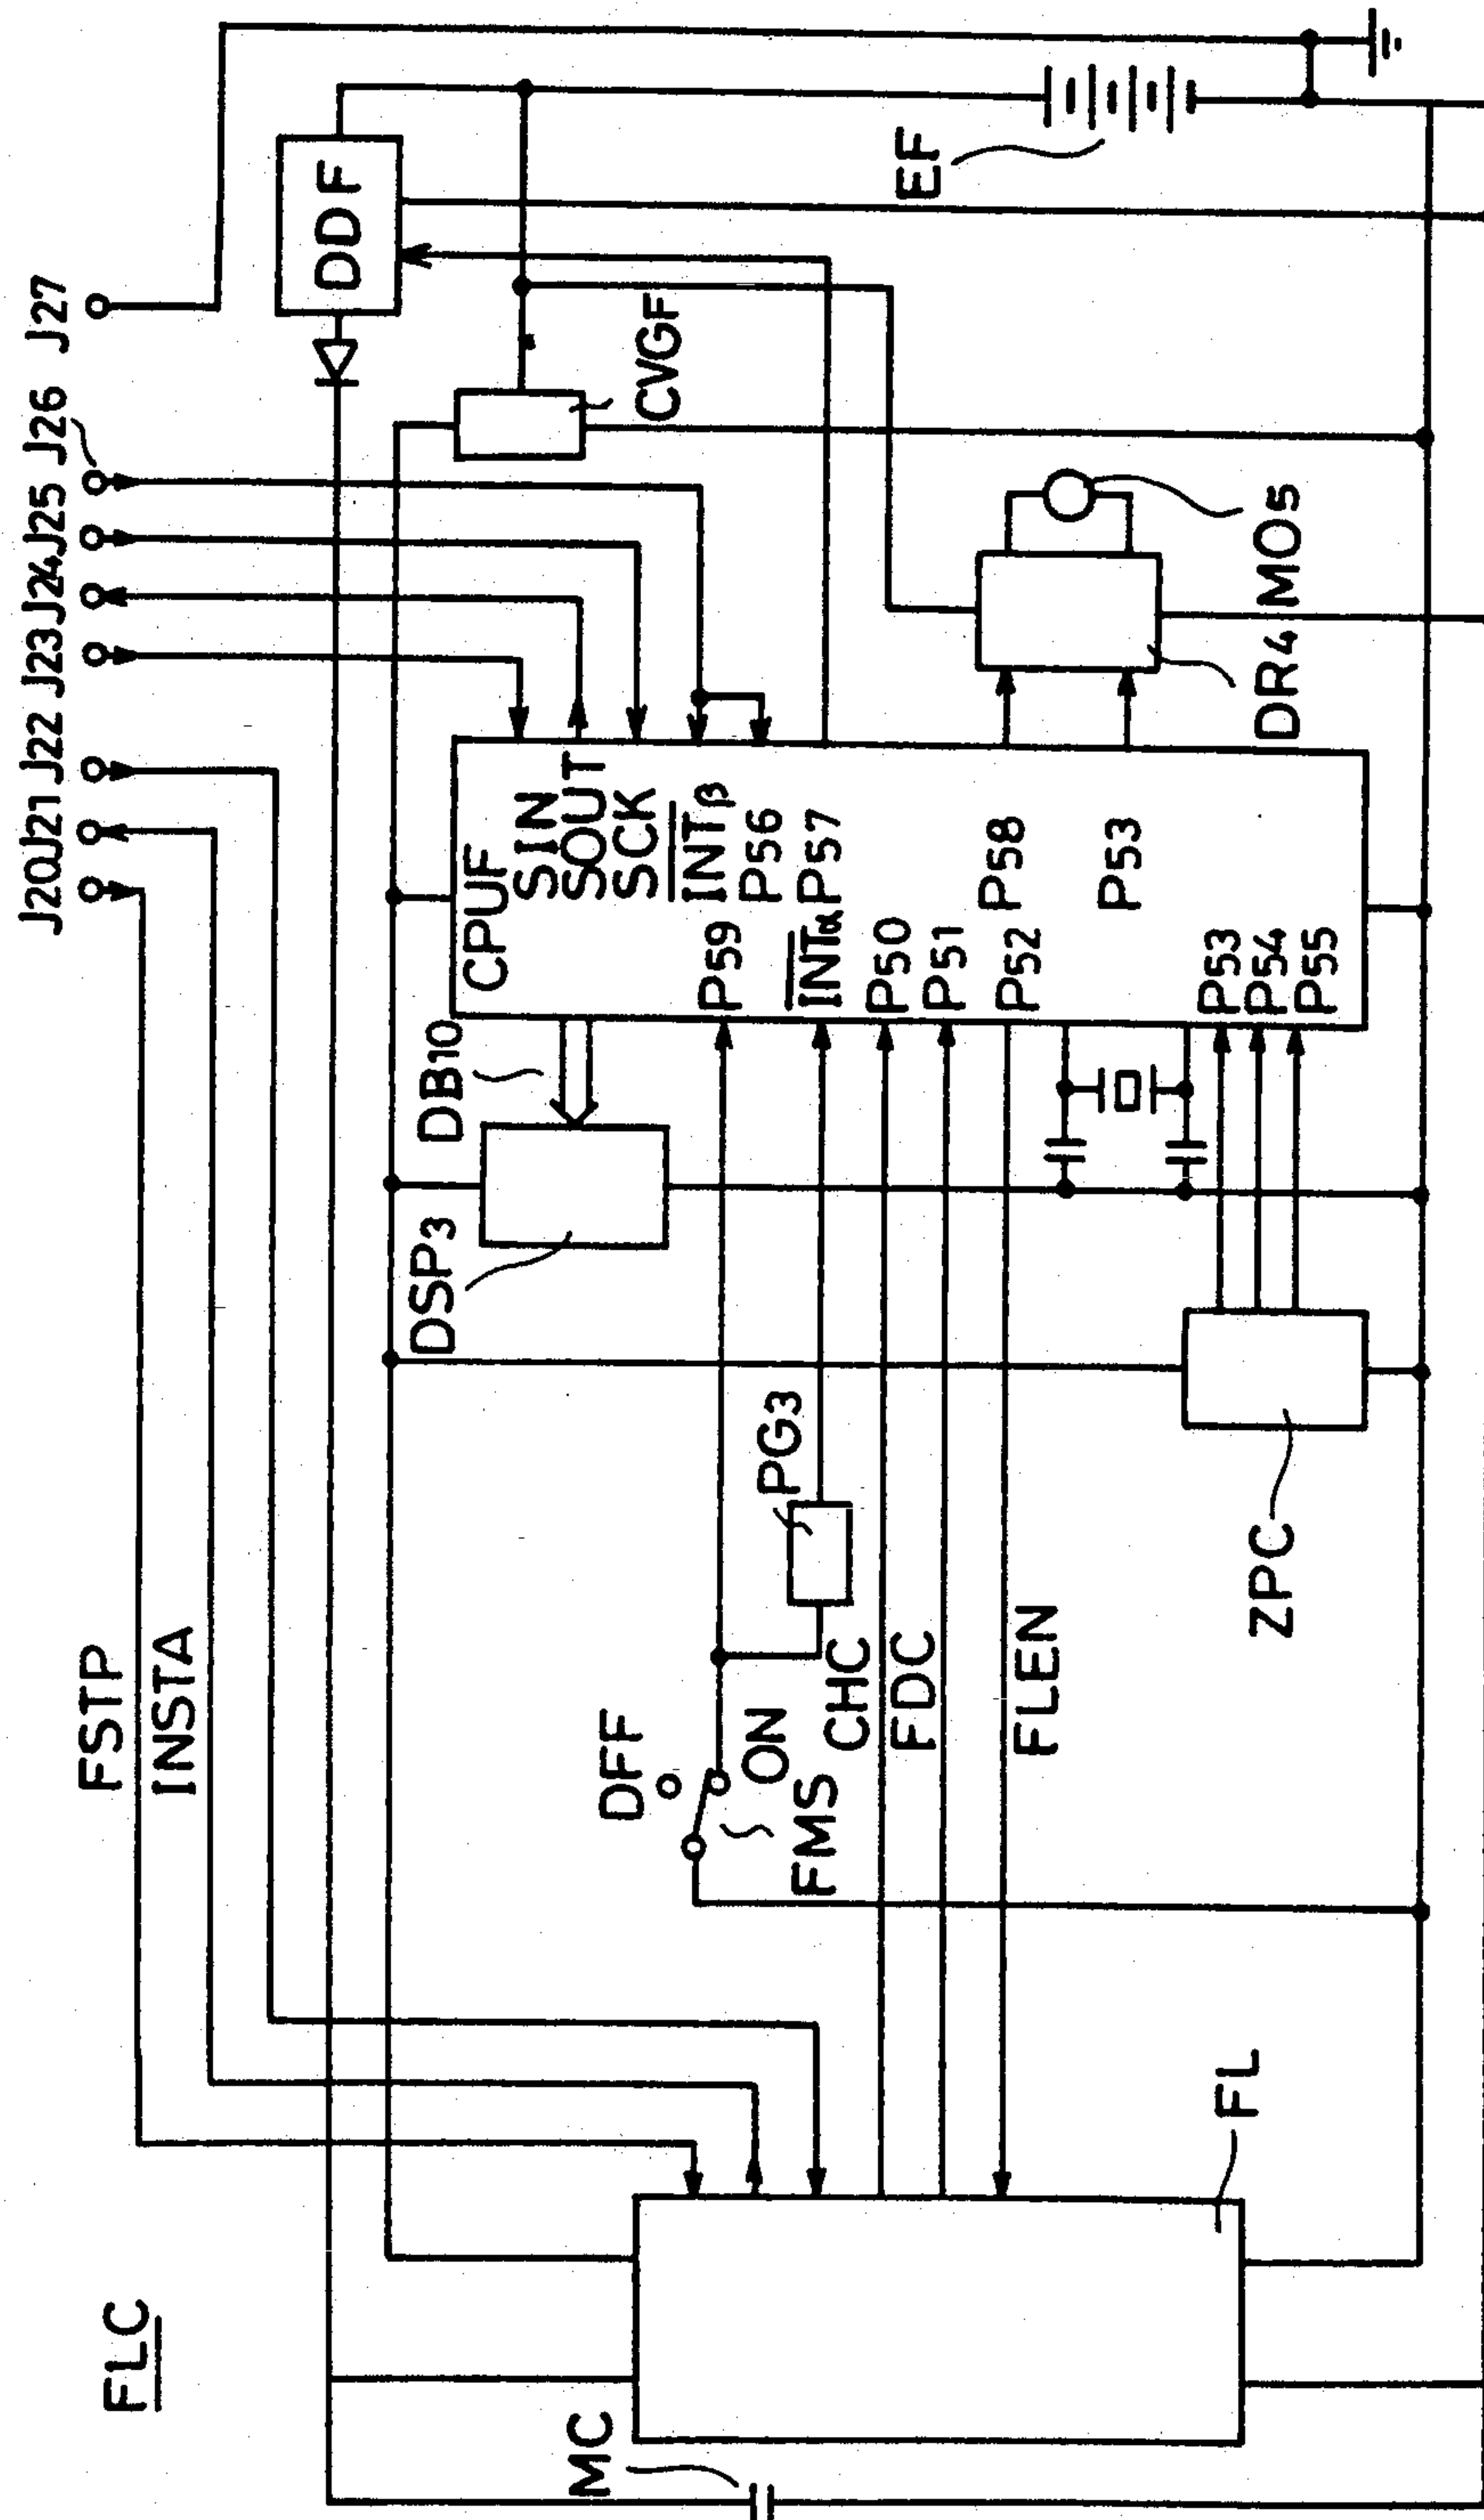 FLC
FSTP
INSTA
J20
J21
J22
J23
J24
J25
J26
J27
DDF
CVGF
EF
DSP3
DB10
CPUF
SIN
SOUT
SCK
INTβ
P56
P57
P58
P53
P59
INTα
P50
P51
P52
P53
P54
P55
DR4
MO5
DFF
ON
FMS
PG3
CHC
FDC
FLEN
ZPC
FL
MC